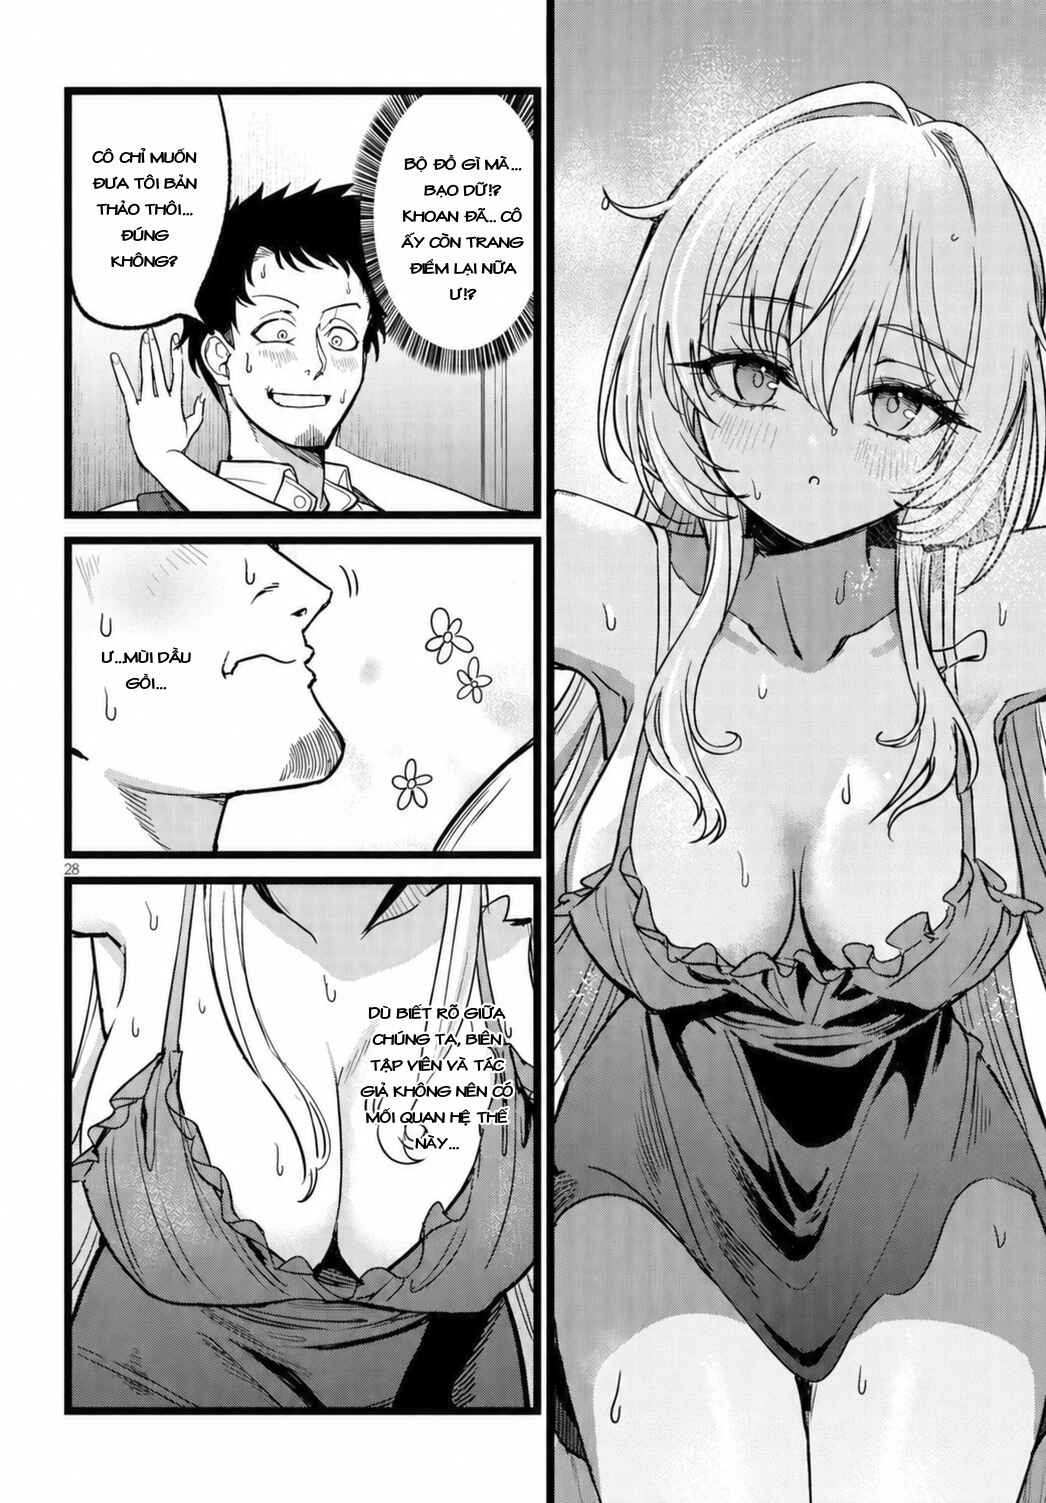 BỘ ĐỒ GÌ MÀ...
BẠO DỮ!?
KHOAN ĐÃ... CÔ
ẤY CÒN TRANG
ĐIỂM LẠI NỮA
Ư!?
CÔ CHỈ MUỐN
ĐƯA TÔI BẢN
THẢO THÔI...
ĐÚNG
KHÔNG?
Ư...MÙI DẦU
GỘI...
28
DÙ BIẾT RÕ GIỮA
CHÚNG TA, BIÊN
TẬP VIÊN VÀ TÁC
GIẢ KHÔNG NÊN CÓ
MỐI QUAN HỆ THẾ
NÀY...